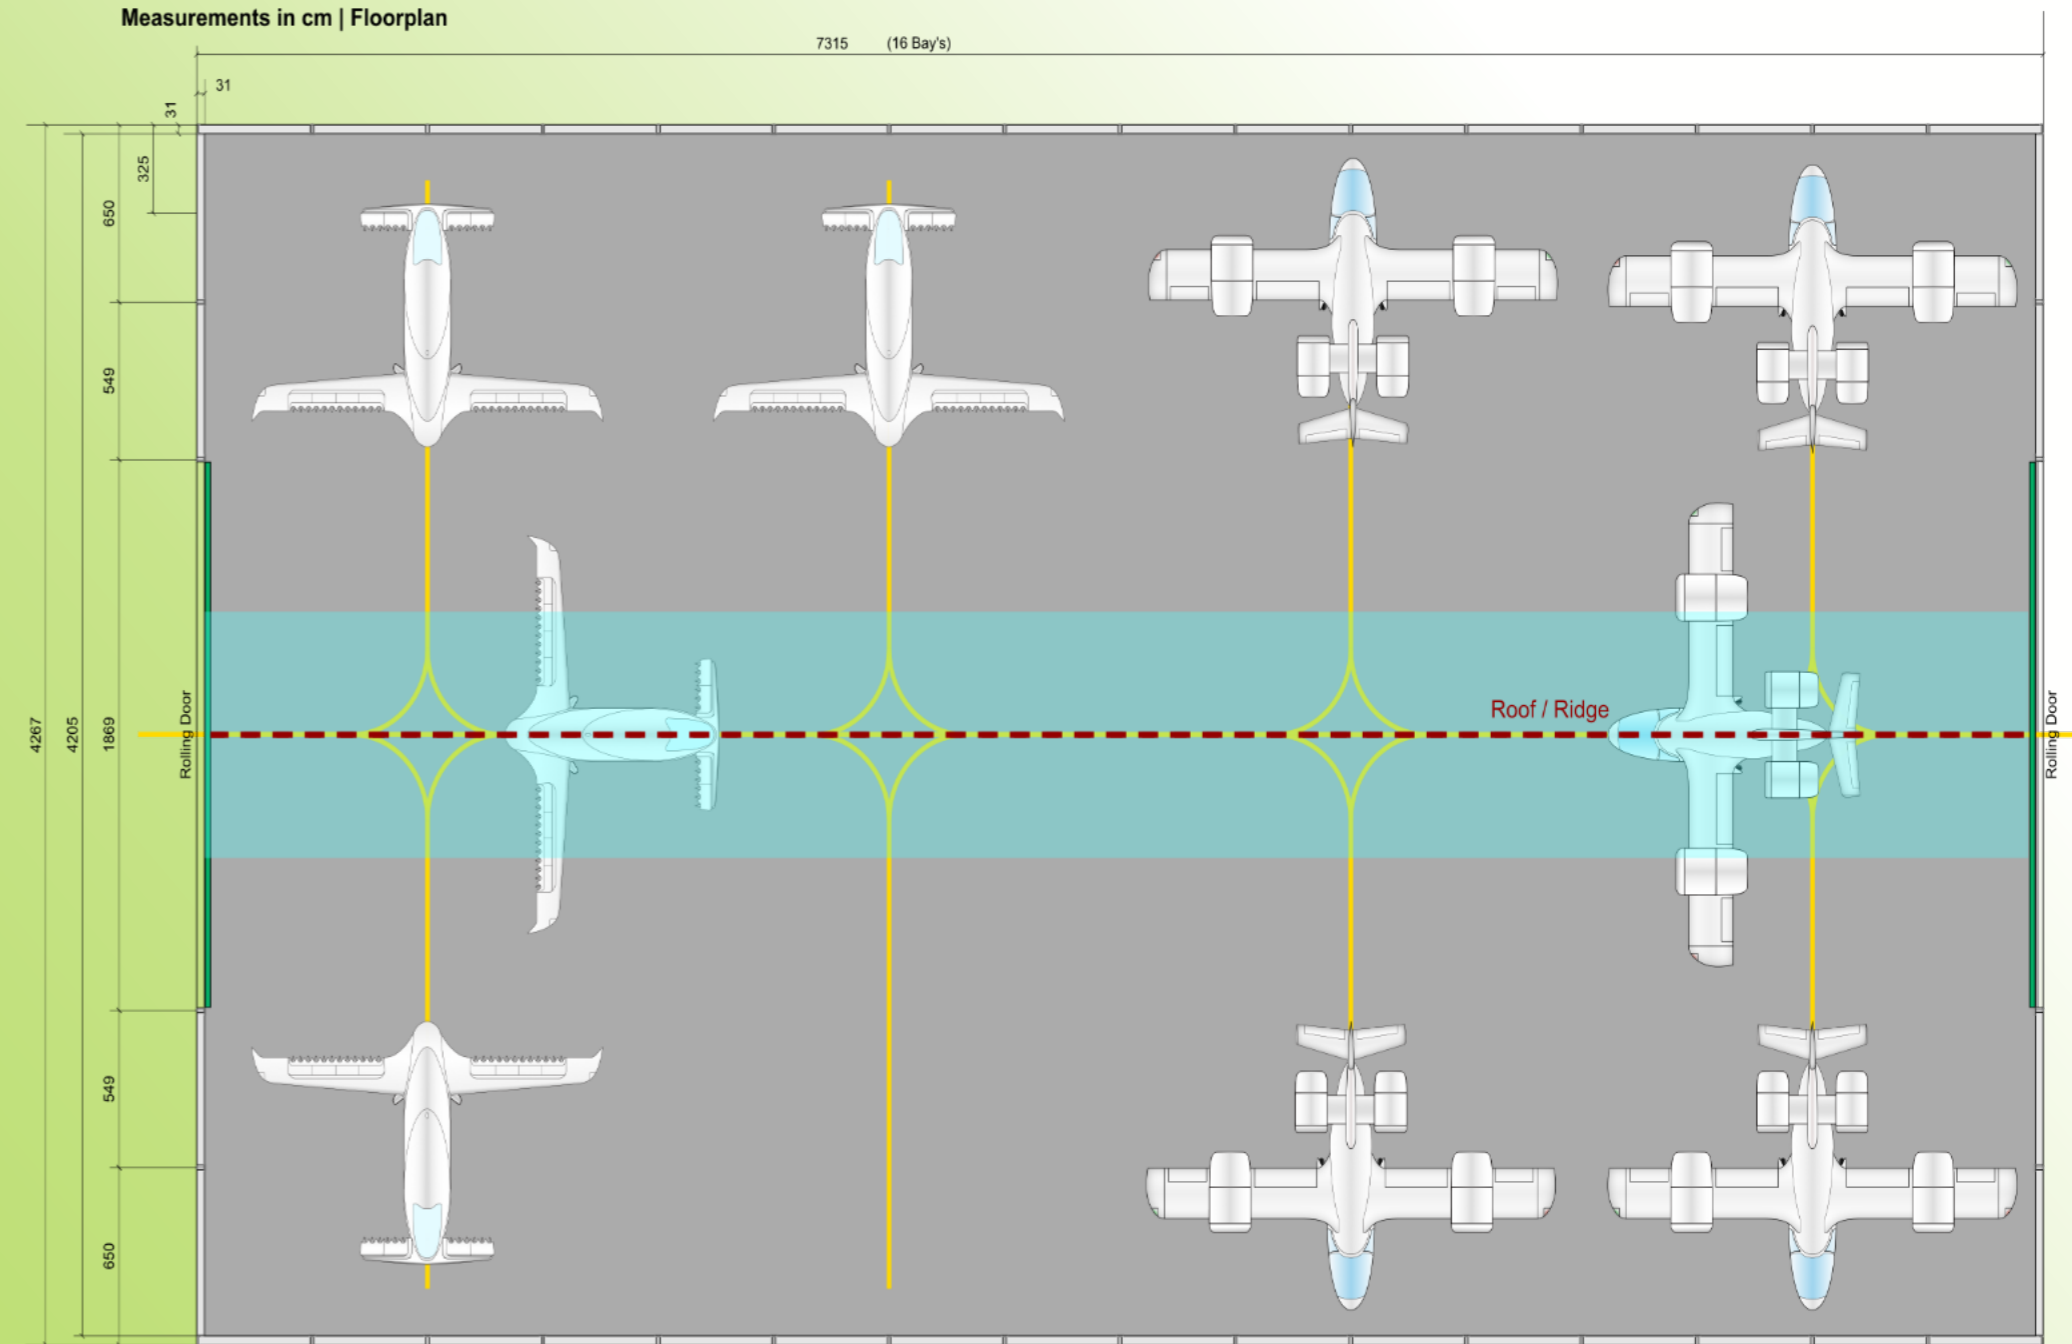 Measurements in cm | Floorplan
7315 (16 Bay's)
31
31
325
650
549
Roof / Ridge
Rolling Door
Rolling Door
4267
4205
1869
549
650